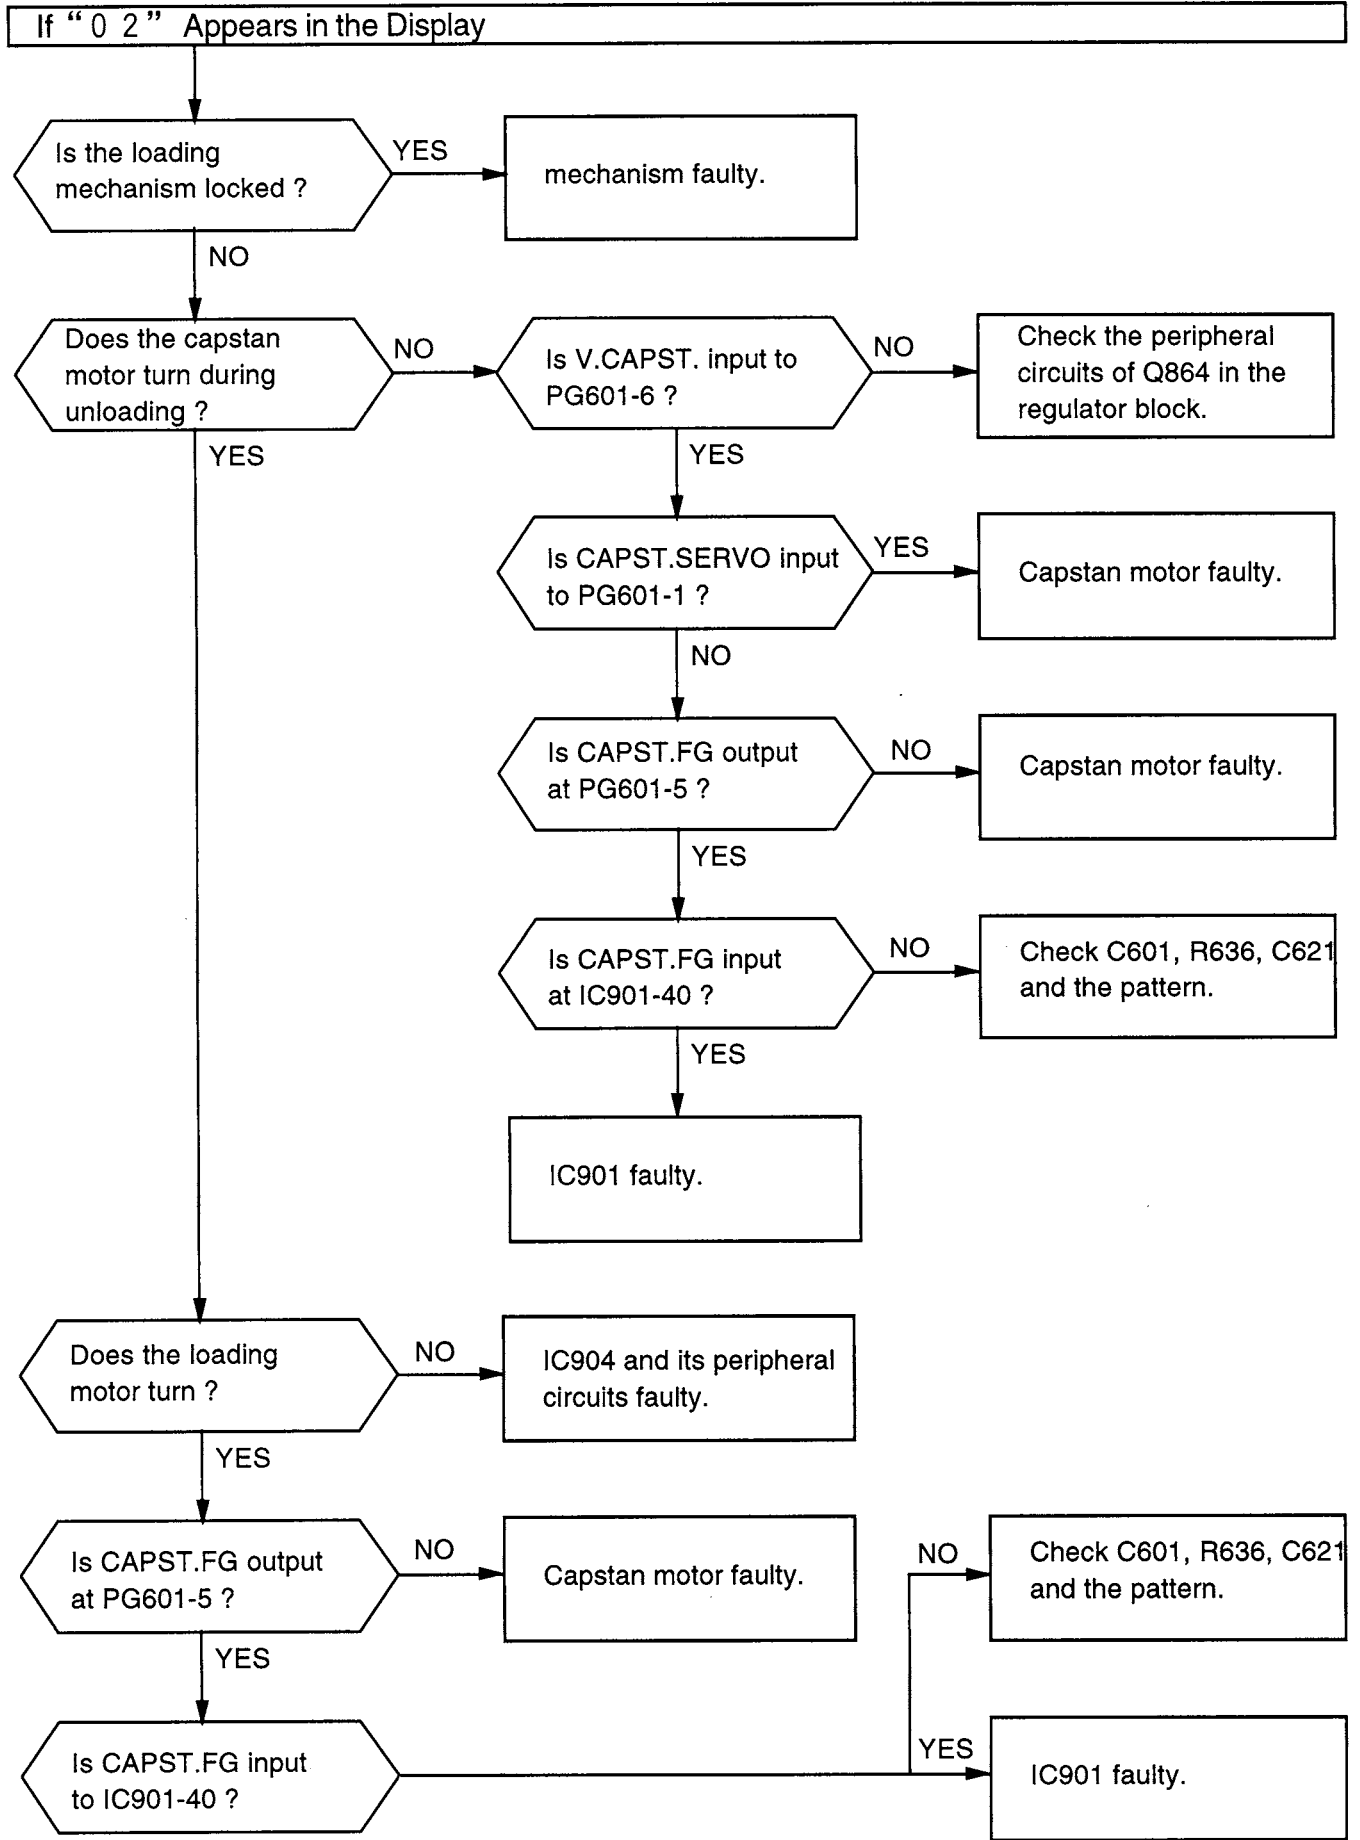 If “０２” Appears in the Display
Is the loading
mechanism locked ?
YES
mechanism faulty.
NO
Does the capstan
motor turn during
unloading ?
NO
Is V.CAPST. input to
PG601-6 ?
NO
Check the peripheral
circuits of Q864 in the
regulator block.
YES
YES
Is CAPST.SERVO input
to PG601-1 ?
YES
Capstan motor faulty.
NO
Is CAPST.FG output
at PG601-5 ?
NO
Capstan motor faulty.
YES
Is CAPST.FG input
at IC901-40 ?
NO
Check C601, R636, C621
and the pattern.
YES
IC901 faulty.
Does the loading
motor turn ?
NO
IC904 and its peripheral
circuits faulty.
YES
Is CAPST.FG output
at PG601-5 ?
NO
Capstan motor faulty.
NO
Check C601, R636, C621
and the pattern.
YES
Is CAPST.FG input
to IC901-40 ?
YES
IC901 faulty.